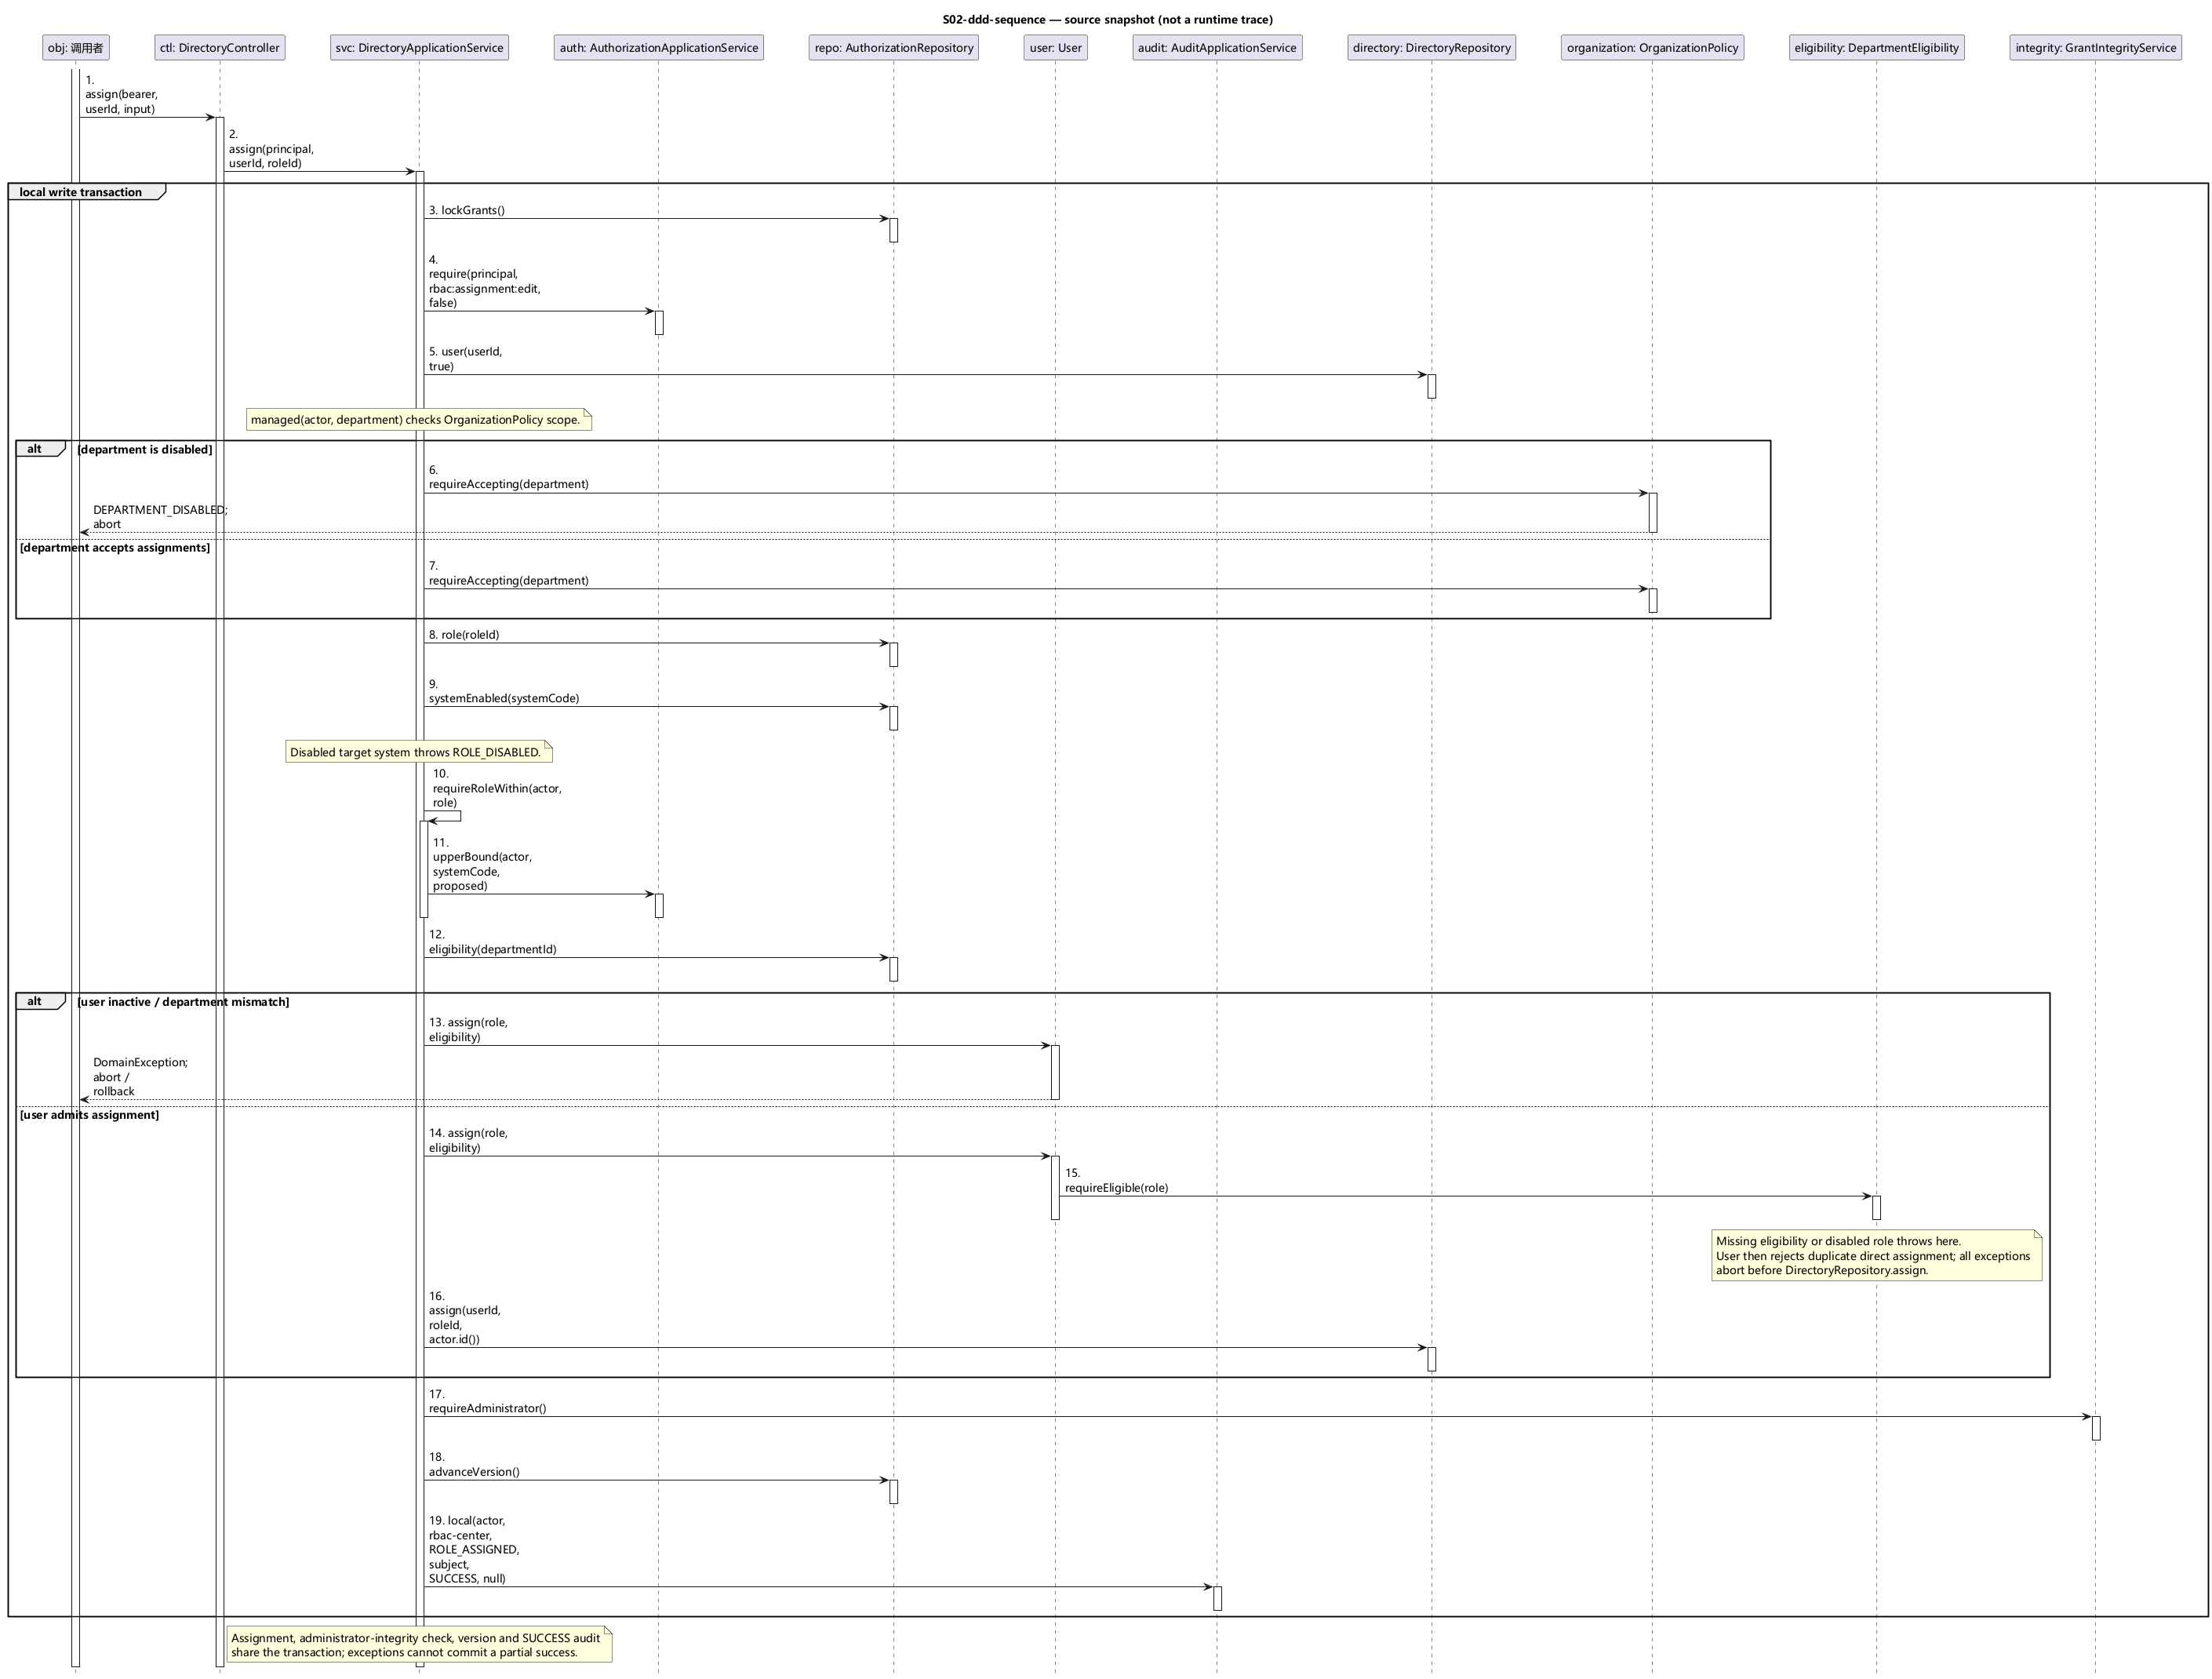 S02-ddd-sequence — source snapshot (not a runtime trace)
obj: 调用者
ctl: DirectoryController
svc: DirectoryApplicationService
auth: AuthorizationApplicationService
repo: AuthorizationRepository
user: User
audit: AuditApplicationService
directory: DirectoryRepository
organization: OrganizationPolicy
eligibility: DepartmentEligibility
integrity: GrantIntegrityService
1.
assign(bearer,
userId, input)
2.
assign(principal,
userId, roleId)
local write transaction
3. lockGrants()
4.
require(principal,
rbac:assignment:edit,
false)
5. user(userId,
true)
managed(actor, department) checks OrganizationPolicy scope.
alt
[department is disabled]
6.
requireAccepting(department)
DEPARTMENT_DISABLED;
abort
[department accepts assignments]
7.
requireAccepting(department)
8. role(roleId)
9.
systemEnabled(systemCode)
Disabled target system throws ROLE_DISABLED.
10.
requireRoleWithin(actor,
role)
11.
upperBound(actor,
systemCode,
proposed)
12.
eligibility(departmentId)
alt
[user inactive / department mismatch]
13. assign(role,
eligibility)
DomainException;
abort /
rollback
[user admits assignment]
14. assign(role,
eligibility)
15.
requireEligible(role)
Missing eligibility or disabled role throws here.
User then rejects duplicate direct assignment; all exceptions
abort before DirectoryRepository.assign.
16.
assign(userId,
roleId,
actor.id())
17.
requireAdministrator()
18.
advanceVersion()
19. local(actor,
rbac-center,
ROLE_ASSIGNED,
subject,
SUCCESS, null)
Assignment, administrator-integrity check, version and SUCCESS audit
share the transaction; exceptions cannot commit a partial success.